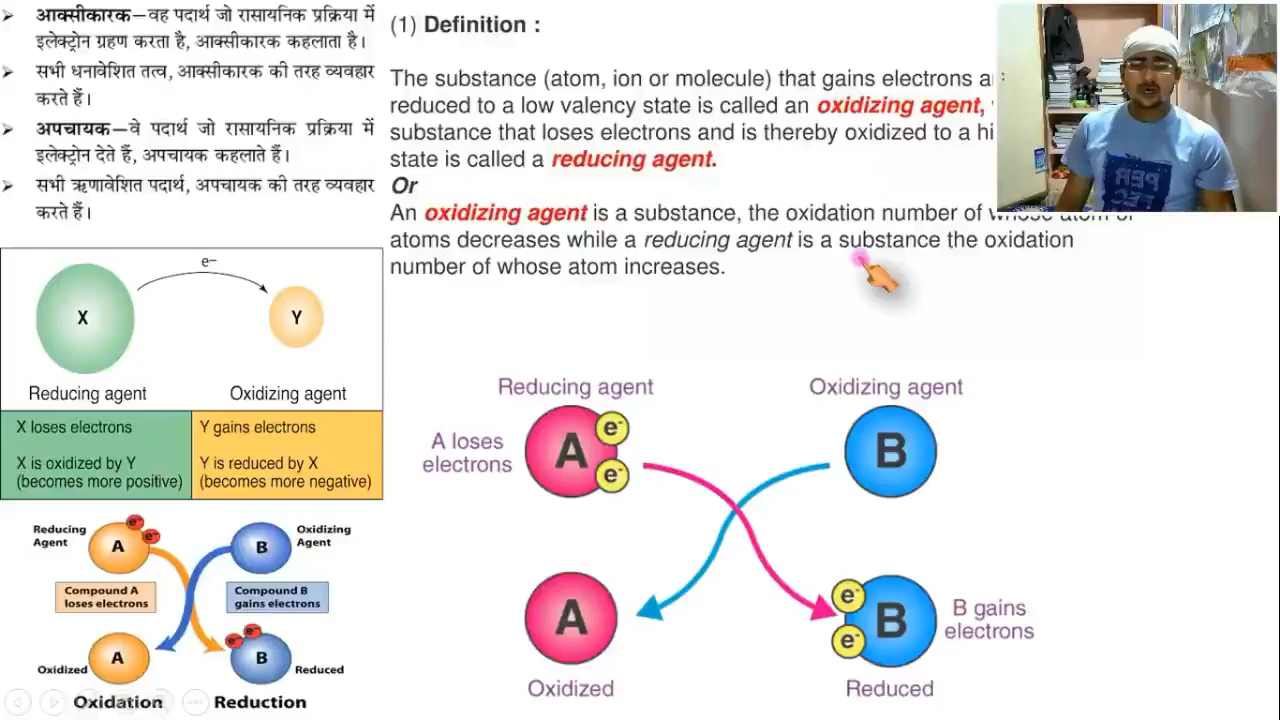 ➢ आक्सीकारक—वह पदार्थ जो रासायनिक प्रक्रिया में
इलेक्ट्रोन ग्रहण करता है, आक्सीकारक कहलाता है।
➢ सभी धनावेशित तत्व, आक्सीकारक की तरह व्यवहार
करते हैं।
➢ अपचायक—वे पदार्थ जो रासायनिक प्रक्रिया में
इलेक्ट्रोन देते हैं, अपचायक कहलाते हैं।
➢ सभी ऋणावेशित पदार्थ, अपचायक की तरह व्यवहार
करते हैं।
(1) Definition :
The substance (atom, ion or molecule) that gains electrons
reduced to a low valency state is called an oxidizing agent,
substance that loses electrons and is thereby oxidized to a
state is called a reducing agent.
Or
An oxidizing agent is a substance, the oxidation number of whose atom or
atoms decreases while a reducing agent is a substance the oxidation
number of whose atom increases.
e⁻
X
Y
Reducing agent
Oxidizing agent
X loses electrons
X is oxidized by Y
(becomes more positive)
Y gains electrons
Y is reduced by X
(becomes more negative)
Reducing
Agent
e⁻
e⁻
A
B
Oxidizing
Agent
Compound A
loses electrons
Compound B
gains electrons
Oxidized
A
e⁻
e⁻
B
Reduced
Oxidation
Reduction
Reducing agent
Oxidizing agent
A loses
electrons
A
e⁻
e⁻
B
A
e⁻
e⁻
B
B gains
electrons
Oxidized
Reduced